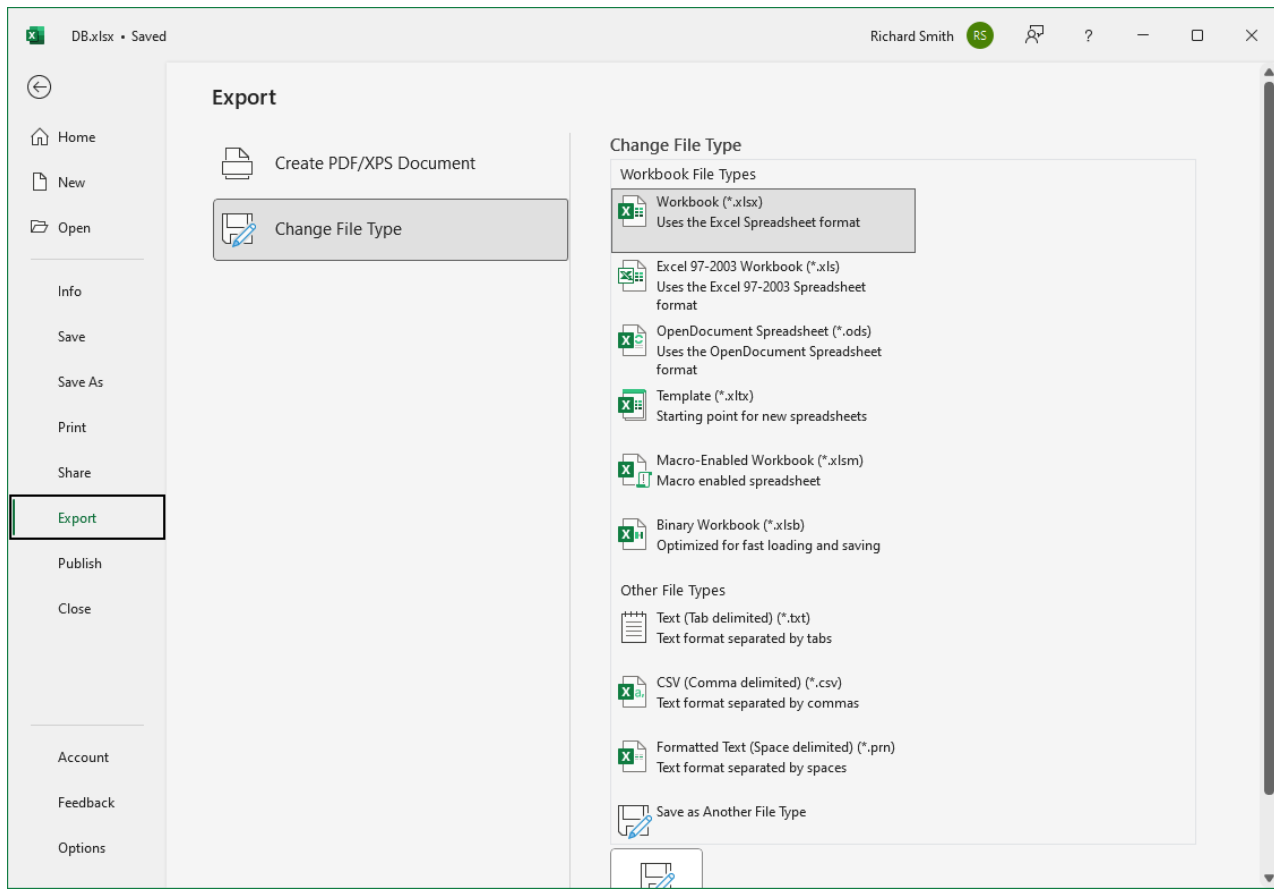 DB.xlsx • Saved
Richard Smith RS ?
Export
Home
New
Open
Info
Save
Save As
Print
Share
Export
Publish
Close
Account
Feedback
Options
Create PDF/XPS Document
Change File Type
Change File Type
Workbook File Types
Workbook (*.xlsx)
Uses the Excel Spreadsheet format
Excel 97-2003 Workbook (*.xls)
Uses the Excel 97-2003 Spreadsheet
format
OpenDocument Spreadsheet (*.ods)
Uses the OpenDocument Spreadsheet
format
Template (*.xltx)
Starting point for new spreadsheets
Macro-Enabled Workbook (*.xlsm)
Macro enabled spreadsheet
Binary Workbook (*.xlsb)
Optimized for fast loading and saving
Other File Types
Text (Tab delimited) (*.txt)
Text format separated by tabs
CSV (Comma delimited) (*.csv)
Text format separated by commas
Formatted Text (Space delimited) (*.prn)
Text format separated by spaces
Save as Another File Type